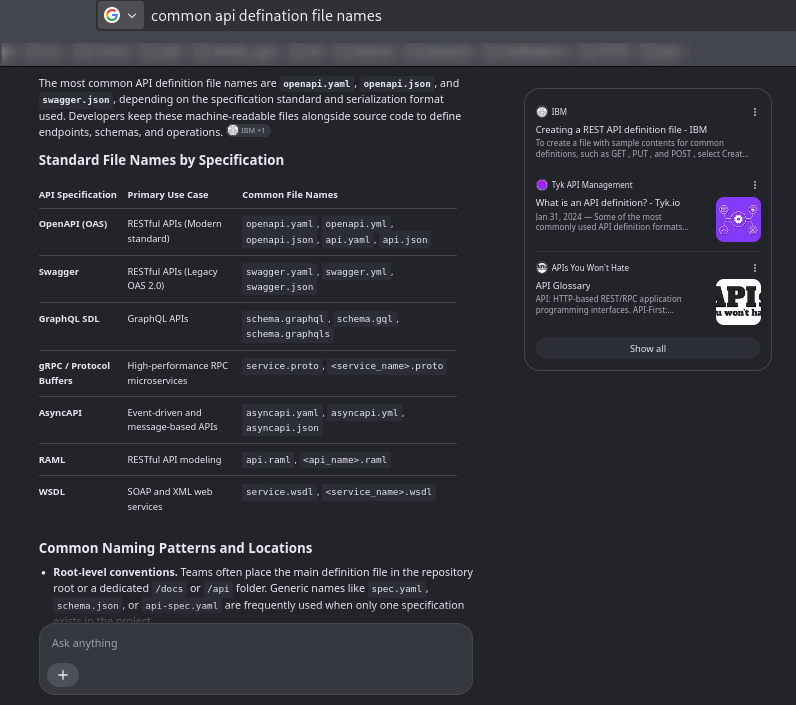 common api defination file names
The most common API definition file names are openapi.yaml, openapi.json, and
swagger.json, depending on the specification standard and serialization format
used. Developers keep these machine-readable files alongside source code to define
endpoints, schemas, and operations. IBM +1
Standard File Names by Specification
API Specification Primary Use Case Common File Names
OpenAPI (OAS) RESTful APIs (Modern openapi.yaml, openapi.yml,
standard) openapi.json, api.yaml, api.json
Swagger RESTful APIs (Legacy swagger.yaml, swagger.yml,
OAS 2.0) swagger.json
GraphQL SDL GraphQL APIs schema.graphql, schema.gql,
schema.graphqls
gRPC / Protocol High-performance RPC service.proto, <service_name>.proto
Buffers microservices
AsyncAPI Event-driven and asyncapi.yaml, asyncapi.yml,
message-based APIs asyncapi.json
RAML RESTful API modeling api.raml, <api_name>.raml
WSDL SOAP and XML web service.wsdl, <service_name>.wsdl
services
Common Naming Patterns and Locations
• Root-level conventions. Teams often place the main definition file in the repository
root or a dedicated /docs or /api folder. Generic names like spec.yaml,
schema.json, or api-spec.yaml are frequently used when only one specification
exists in the project.
Ask anything
IBM
Creating a REST API definition file - IBM
To create a file with sample contents for common
definitions, such as GET , PUT , and POST , select Creat...
Tyk API Management
What is an API definition? - Tyk.io
Jan 31, 2024 — Some of the most
commonly used API definition formats...
APIs You Won't Hate
API Glossary
API: HTTP-based REST/RPC application
programming interfaces. API-First:...
APIs
u won't ha
Show all